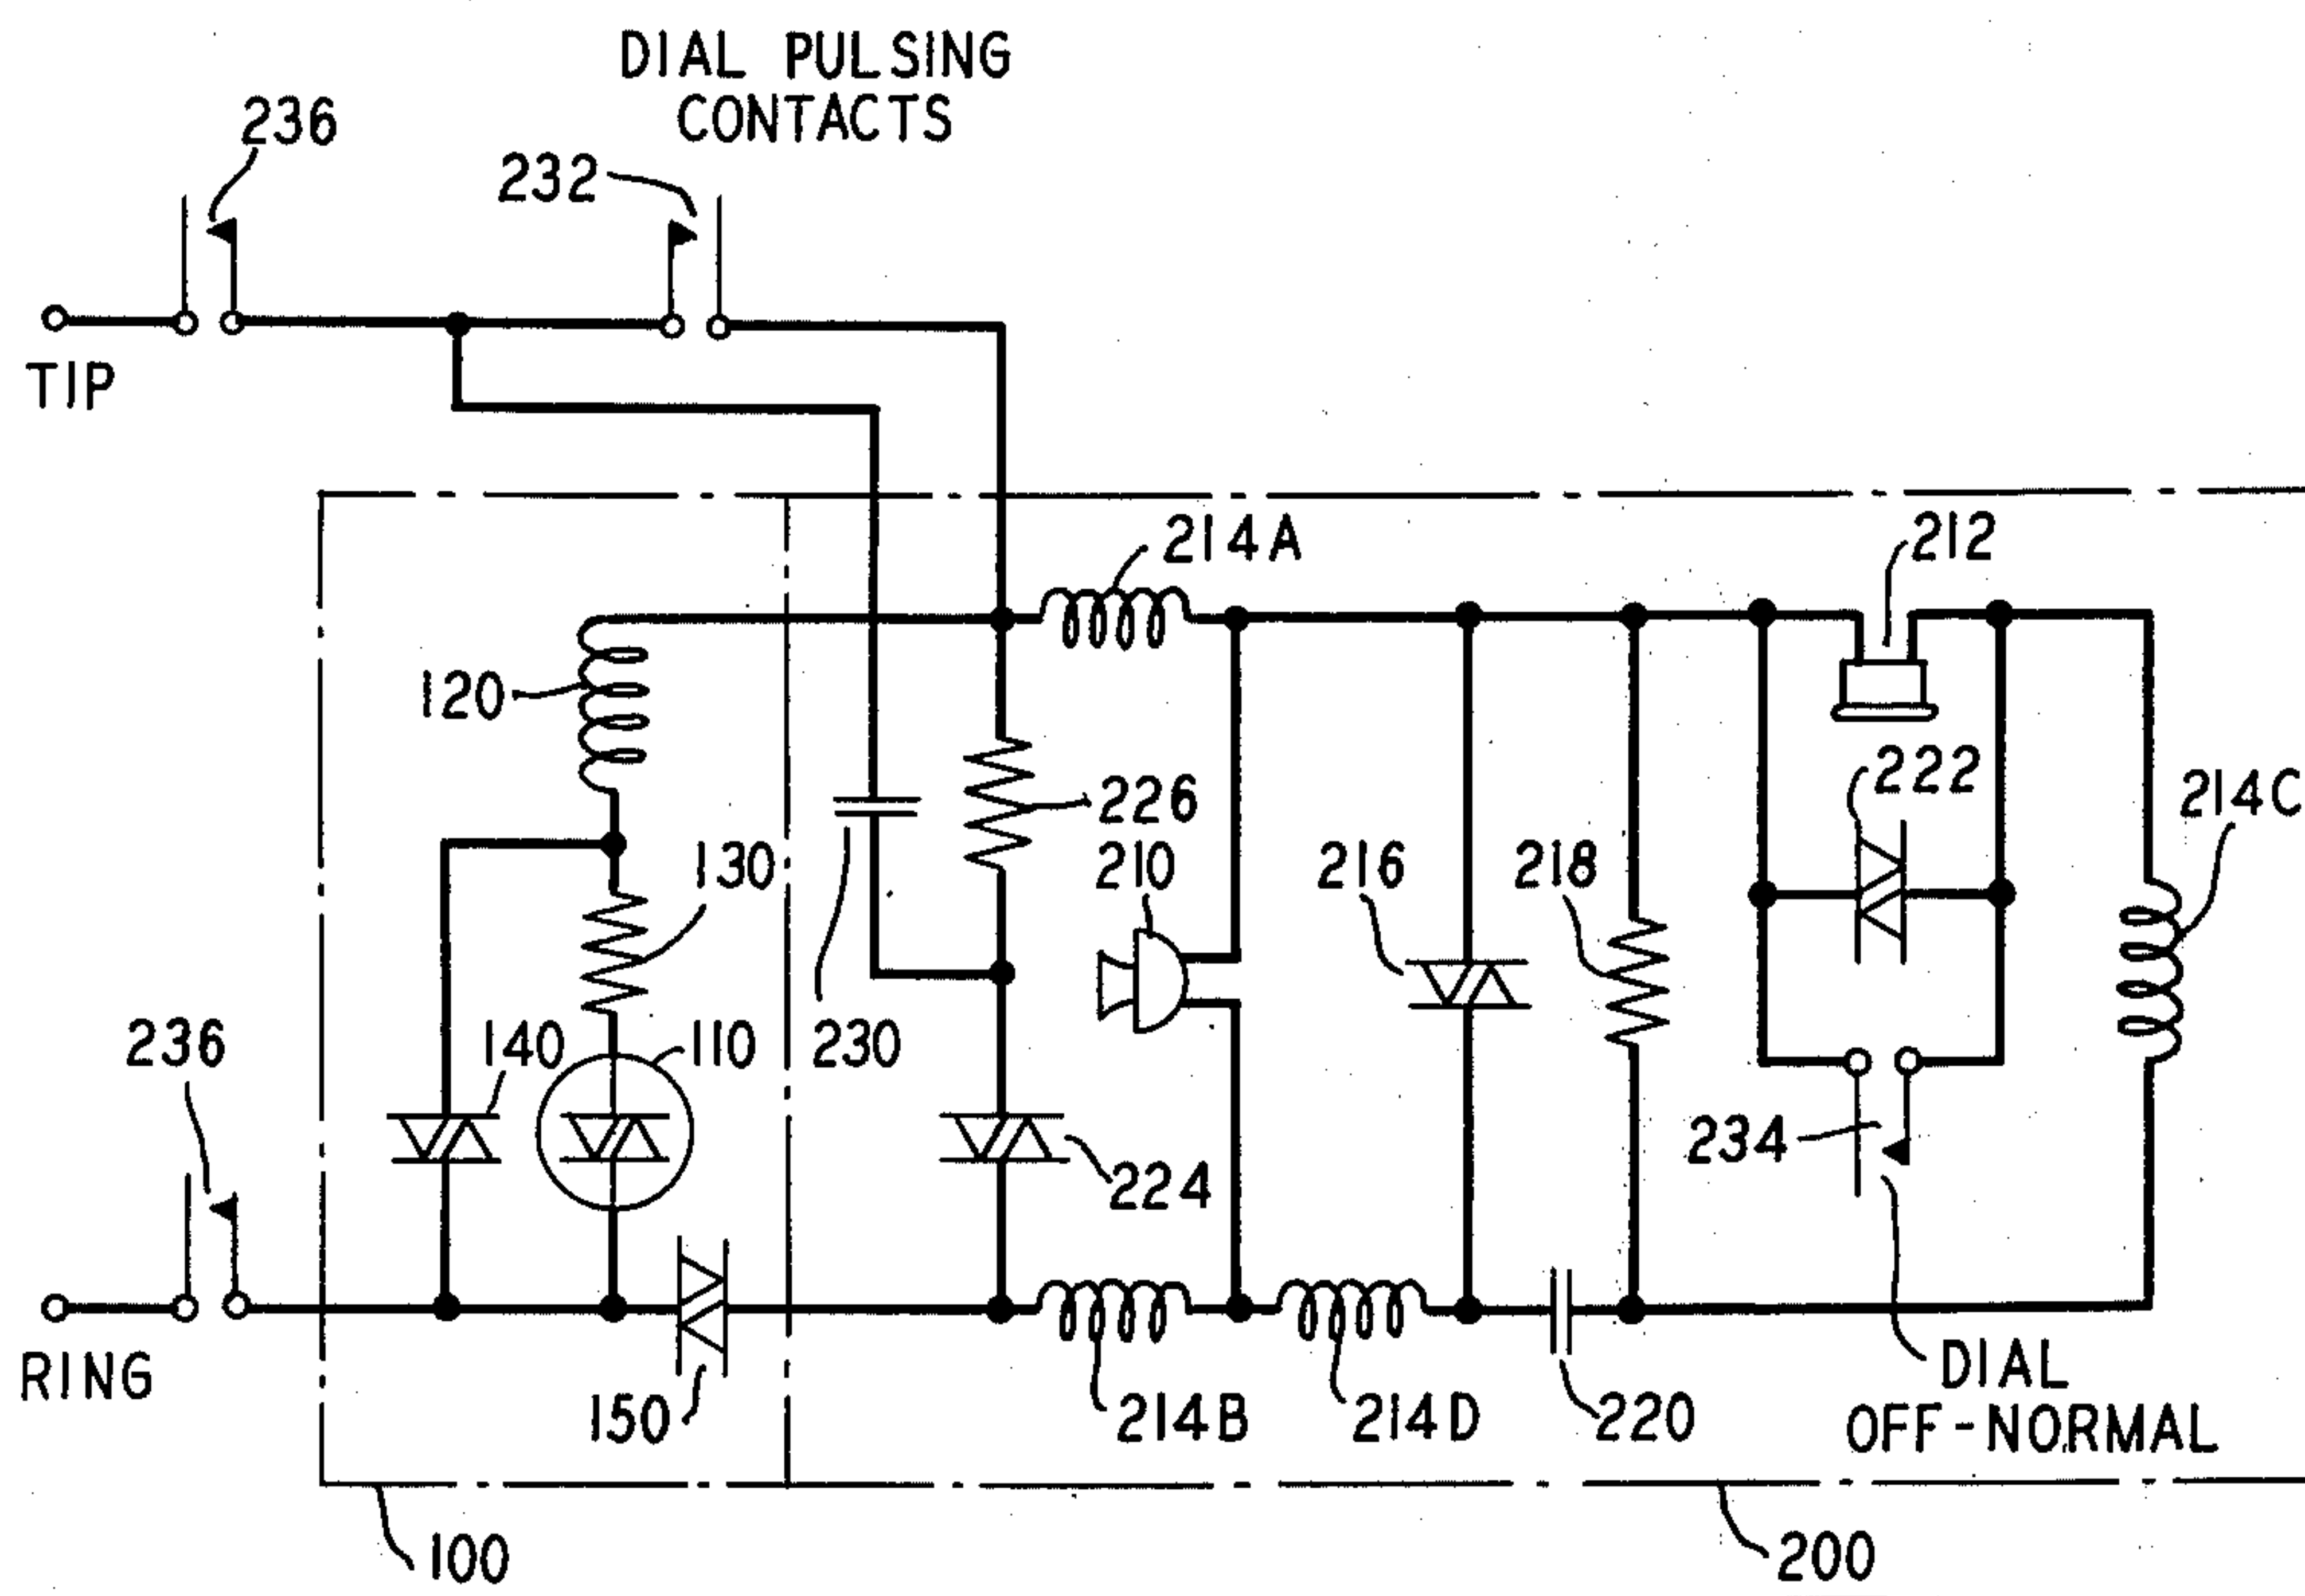 DIAL PULSING
CONTACTS
236
232
TIP
214A
212
120
226
222
214C
130
210
216
218
236
140
110
230
234
224
RING
150
214B
214D
220
DIAL
OFF-NORMAL
100
200